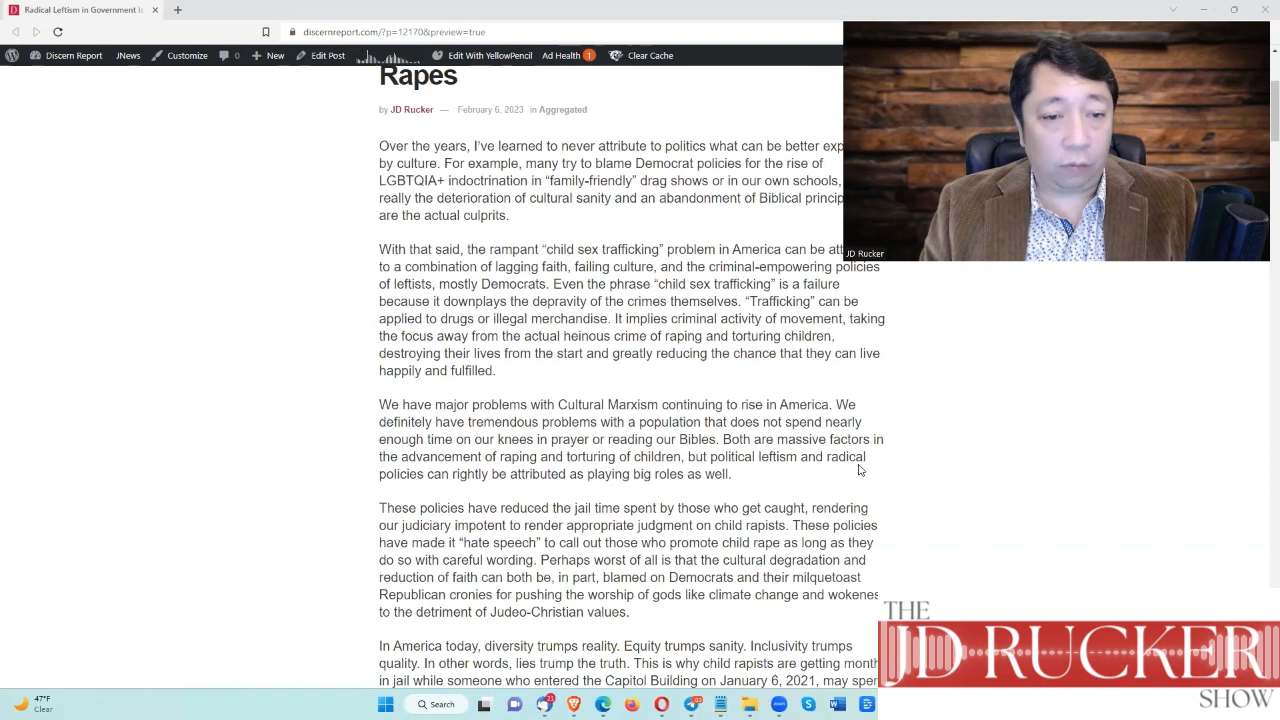 Radical Leftism in Government Is
discernreport.com/?p=12170&preview=true
Discern Report JNews Customize 0 New Edit Post Edit With YellowPencil Ad Health 1 Clear Cache
Rapes
by JD Rucker — February 6, 2023 in Aggregated
Over the years, I've learned to never attribute to politics what can be better exp
by culture. For example, many try to blame Democrat policies for the rise of
LGBTQIA+ indoctrination in “family-friendly” drag shows or in our own schools,
really the deterioration of cultural sanity and an abandonment of Biblical princip
are the actual culprits.
With that said, the rampant “child sex trafficking” problem in America can be att
to a combination of lagging faith, failing culture, and the criminal-empowering policies
of leftists, mostly Democrats. Even the phrase “child sex trafficking” is a failure
because it downplays the depravity of the crimes themselves. “Trafficking” can be
applied to drugs or illegal merchandise. It implies criminal activity of movement, taking
the focus away from the actual heinous crime of raping and torturing children,
destroying their lives from the start and greatly reducing the chance that they can live
happily and fulfilled.
We have major problems with Cultural Marxism continuing to rise in America. We
definitely have tremendous problems with a population that does not spend nearly
enough time on our knees in prayer or reading our Bibles. Both are massive factors in
the advancement of raping and torturing of children, but political leftism and radical
policies can rightly be attributed as playing big roles as well.
These policies have reduced the jail time spent by those who get caught, rendering
our judiciary impotent to render appropriate judgment on child rapists. These policies
have made it “hate speech” to call out those who promote child rape as long as they
do so with careful wording. Perhaps worst of all is that the cultural degradation and
reduction of faith can both be, in part, blamed on Democrats and their milquetoast
Republican cronies for pushing the worship of gods like climate change and wokenes
to the detriment of Judeo-Christian values.
In America today, diversity trumps reality. Equity trumps sanity. Inclusivity trumps
quality. In other words, lies trump the truth. This is why child rapists are getting month
in jail while someone who entered the Capitol Building on January 6, 2021, may spen
JD Rucker
THE
JD RUCKER
SHOW
47°F
Clear
Search
21
12